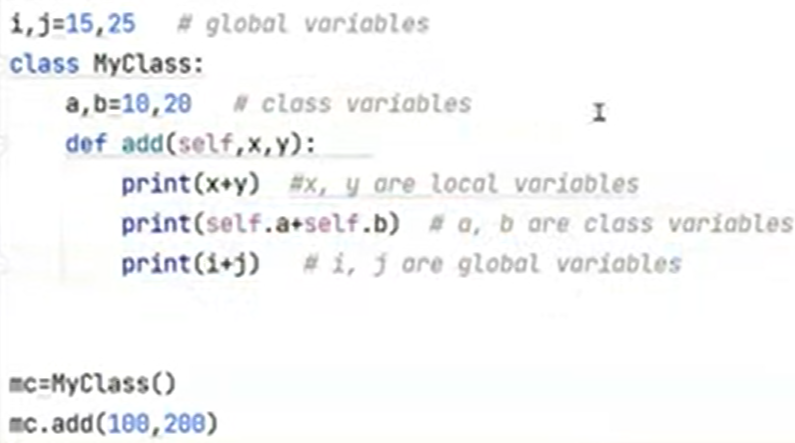 i,j=15,25   # global variables
class MyClass:
    a,b=10,20   # class variables
    def add(self,x,y):
        print(x+y)  #x, y are local variables
        print(self.a+self.b)  # a, b are class variables
        print(i+j)   # i, j are global variables
mc=MyClass()
mc.add(100,200)